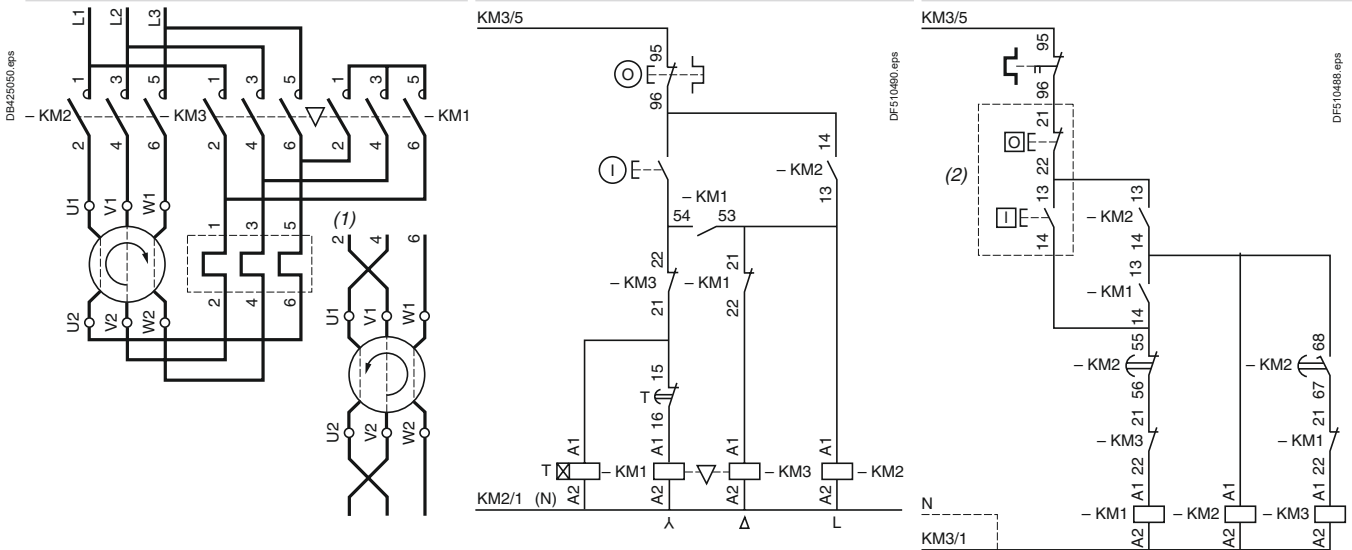 DB425050.eps
L1 L2 L3
1 3 5 1 3 5 1 3 5
– KM2 – KM3 – KM1
2 4 6 2 4 6 2 4 6
U1 V1 W1
1 3 5
2 4 6
U2 V2 W2
(1)
2 4 6
U1 V1 W1
U2 V2 W2
KM3/5
95
O
96
14
I
– KM2
13
– KM1
54 53
22 21
– KM3 – KM1
21 22
15
T
16
A1 A1 A1 A1
T – KM1 – KM3 – KM2
A2 A2 A2 A2
KM2/1 (N)
Δ L
DF510490.eps
KM3/5
95
96
21
O
22
(2)
13 13
I – KM2
14 14
13
– KM1
14
55 68
– KM2 – KM2
56 67
21 21
– KM3 – KM1
22 22
A1 A1 A1
N
– KM1 – KM2 – KM3
A2 A2 A2
KM3/1
DF510488.eps